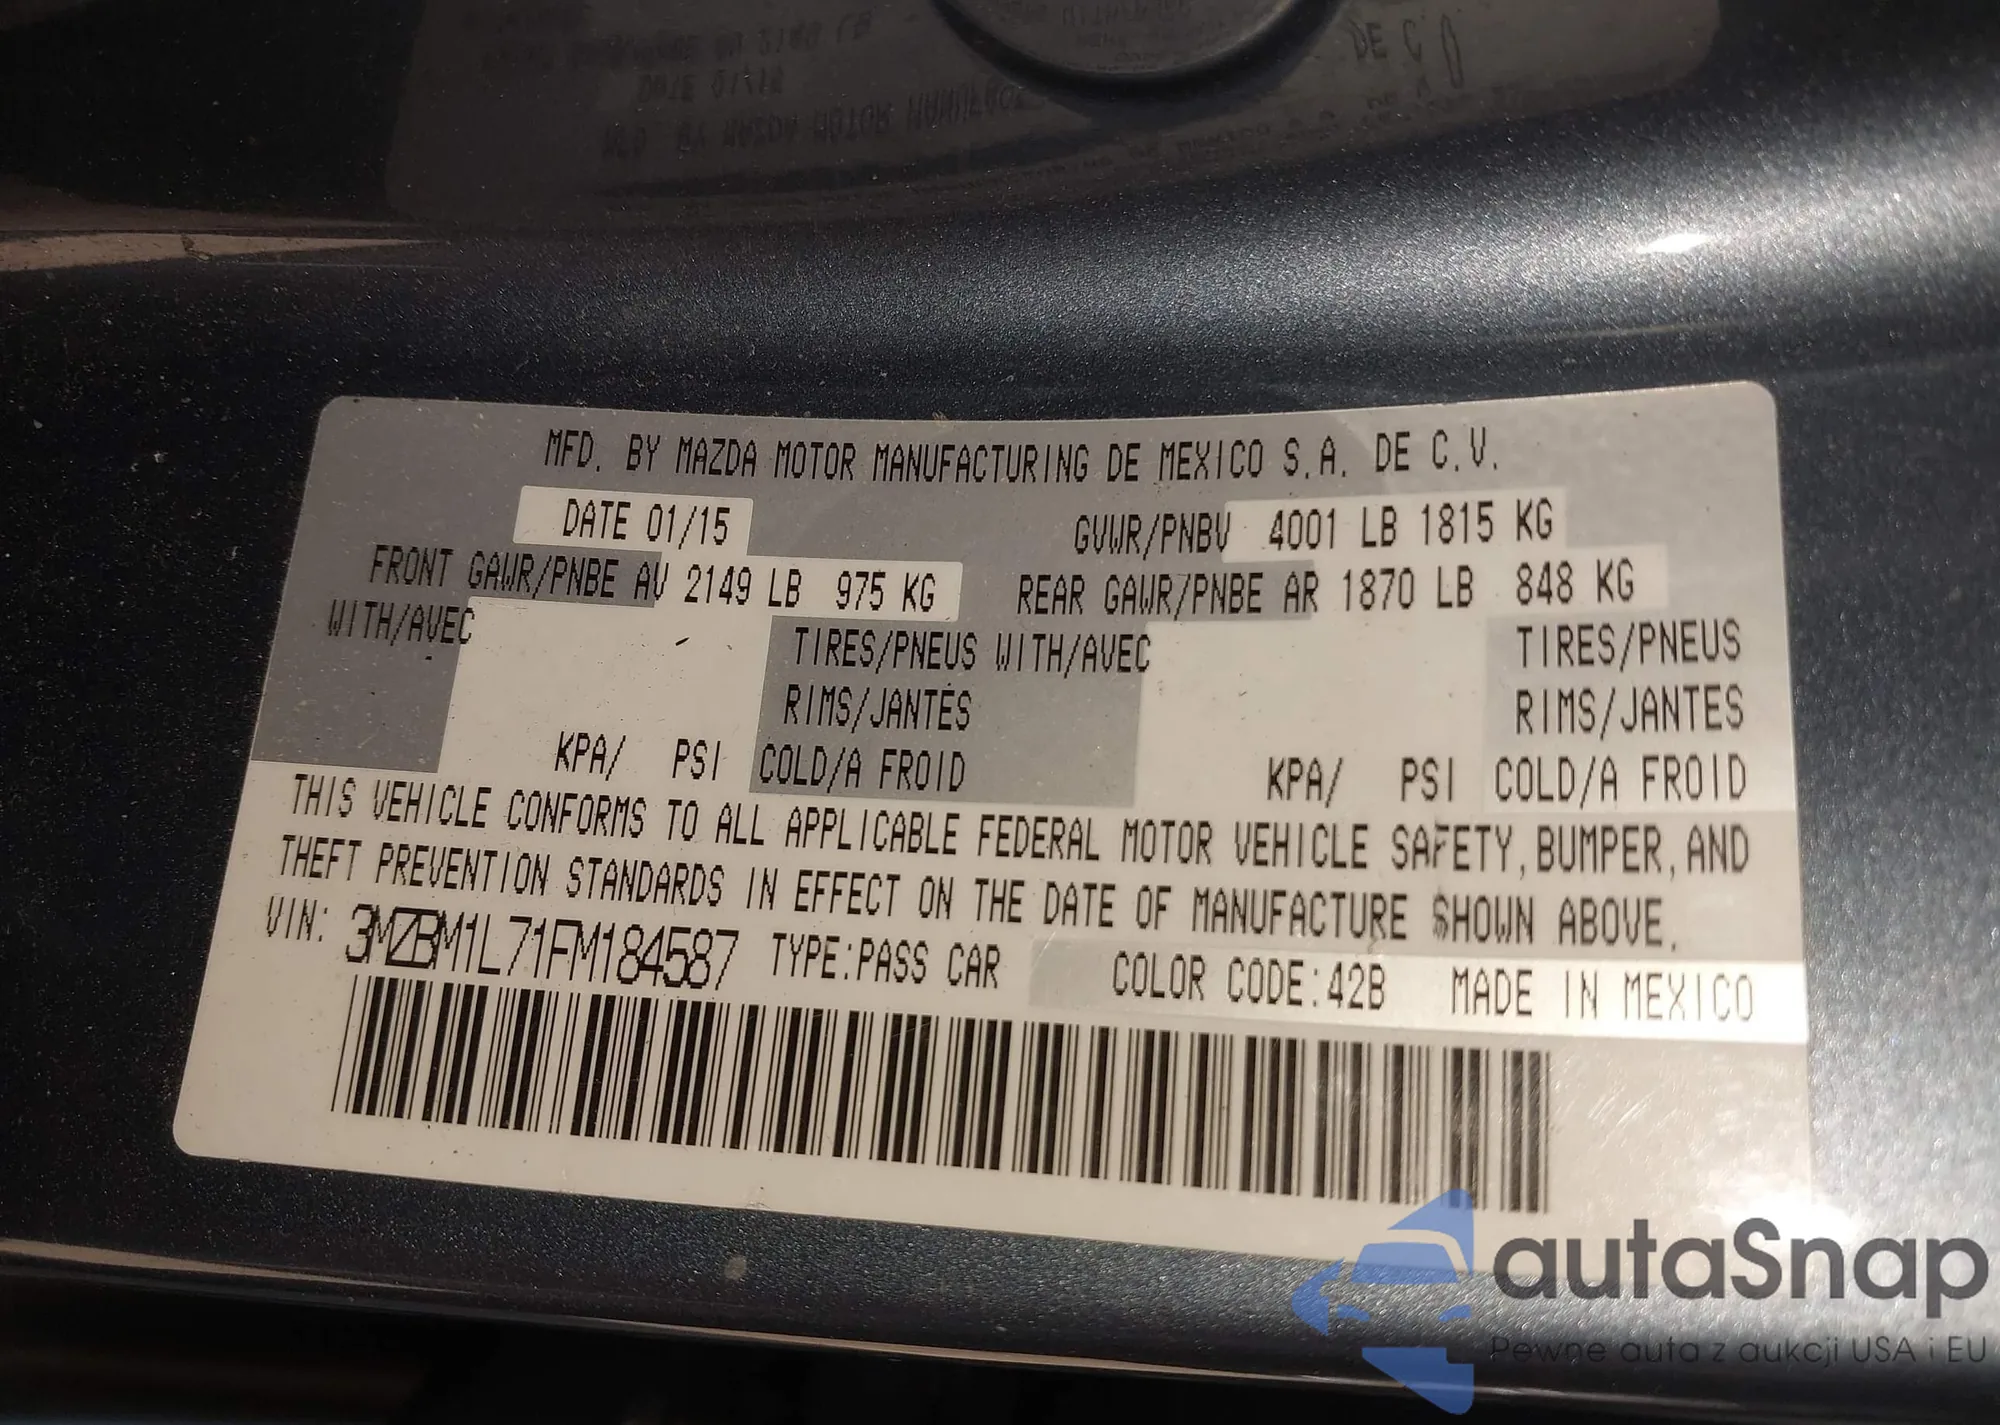 DE C
MFD. BY MAZDA MOTOR MANUFACTURING DE MEXICO S.A. DE C.V.
DATE 01/15 GVWR/PNBV 4001 LB 1815 KG
FRONT GAWR/PNBE AV 2149 LB 975 KG REAR GAWR/PNBE AR 1870 LB 848 KG
WITH/AVEC TIRES/PNEUS WITH/AVEC TIRES/PNEUS
RIMS/JANTES RIMS/JANTES
KPA/ PSI COLD/A FROID KPA/ PSI COLD/A FROID
THIS VEHICLE CONFORMS TO ALL APPLICABLE FEDERAL MOTOR VEHICLE SAFETY, BUMPER, AND
THEFT PREVENTION STANDARDS IN EFFECT ON THE DATE OF MANUFACTURE SHOWN ABOVE.
VIN: 3MZBM1L71FM184587 TYPE:PASS CAR COLOR CODE:42B MADE IN MEXICO
autaSnap
Pewne auta z aukcji USA i EU